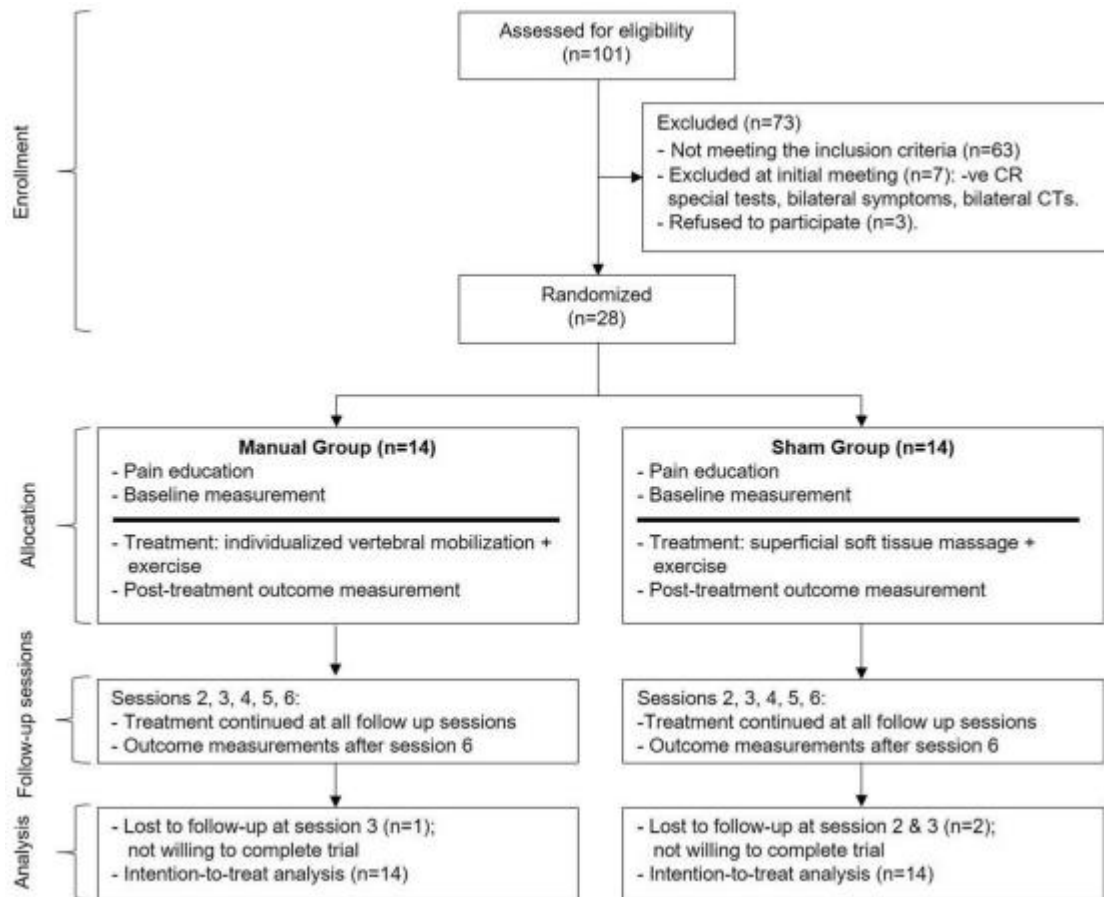 Assessed for eligibility
(n=101)
Enrollment
Excluded (n=73)
- Not meeting the inclusion criteria (n=63)
- Excluded at initial meeting (n=7): -ve CR
special tests, bilateral symptoms, bilateral CTs.
- Refused to participate (n=3).
Randomized
(n=28)
Allocation
Manual Group (n=14)
- Pain education
- Baseline measurement
- Treatment: individualized vertebral mobilization +
exercise
- Post-treatment outcome measurement
Sham Group (n=14)
- Pain education
- Baseline measurement
- Treatment: superficial soft tissue massage +
exercise
- Post-treatment outcome measurement
Follow-up sessions
Sessions 2, 3, 4, 5, 6:
- Treatment continued at all follow up sessions
- Outcome measurements after session 6
Sessions 2, 3, 4, 5, 6:
-Treatment continued at all follow up sessions
- Outcome measurements after session 6
Analysis
- Lost to follow-up at session 3 (n=1);
not willing to complete trial
- Intention-to-treat analysis (n=14)
- Lost to follow-up at session 2 & 3 (n=2);
not willing to complete trial
- Intention-to-treat analysis (n=14)